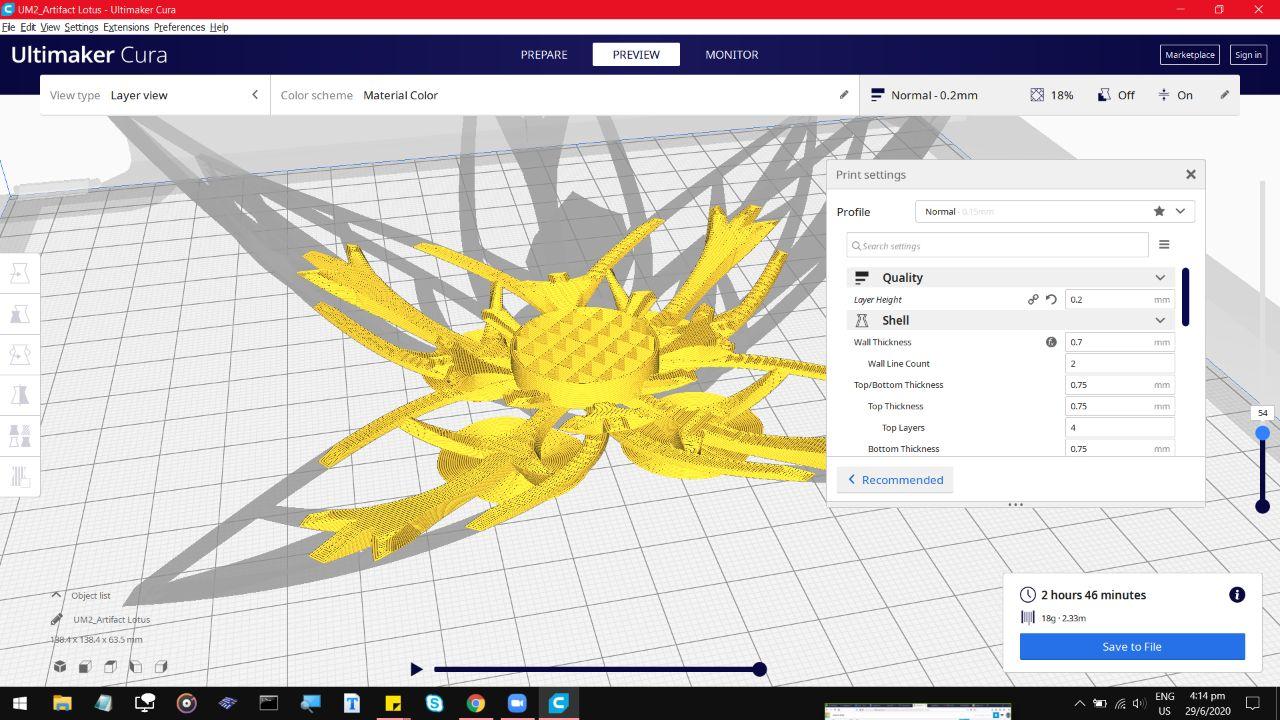 UM2_Artifact Lotus - Ultimaker Cura
File Edit View Settings Extensions Preferences Help
Ultimaker Cura
PREPARE PREVIEW MONITOR
Marketplace Sign in
View type Layer view
Color scheme Material Color
Normal - 0.2mm 18% Off On
Print settings
Profile Normal - 0.15mm
Search settings
Quality
Layer Height 0.2 mm
Shell
Wall Thickness 0.7 mm
Wall Line Count 2
Top/Bottom Thickness 0.75 mm
Top Thickness 0.75 mm
Top Layers 4
Bottom Thickness 0.75 mm
Recommended
54
Object list
UM2_Artifact Lotus
138.4 x 138.4 x 63.5 mm
2 hours 46 minutes
18g · 2.33m
Save to File
ENG 4:14 pm
US 29/6/2020